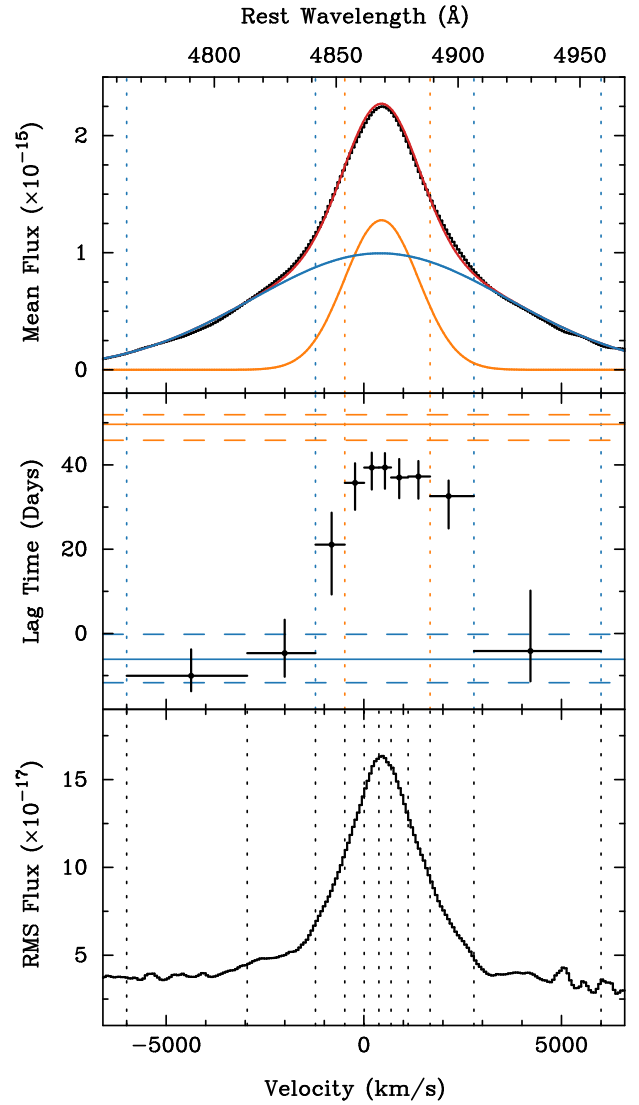 Rest Wavelength (Å)
4800 4850 4900 4950
Mean Flux (×10⁻¹⁵)
2
1
0
Lag Time (Days)
40
20
0
RMS Flux (×10⁻¹⁷)
15
10
5
−5000 0 5000
Velocity (km/s)